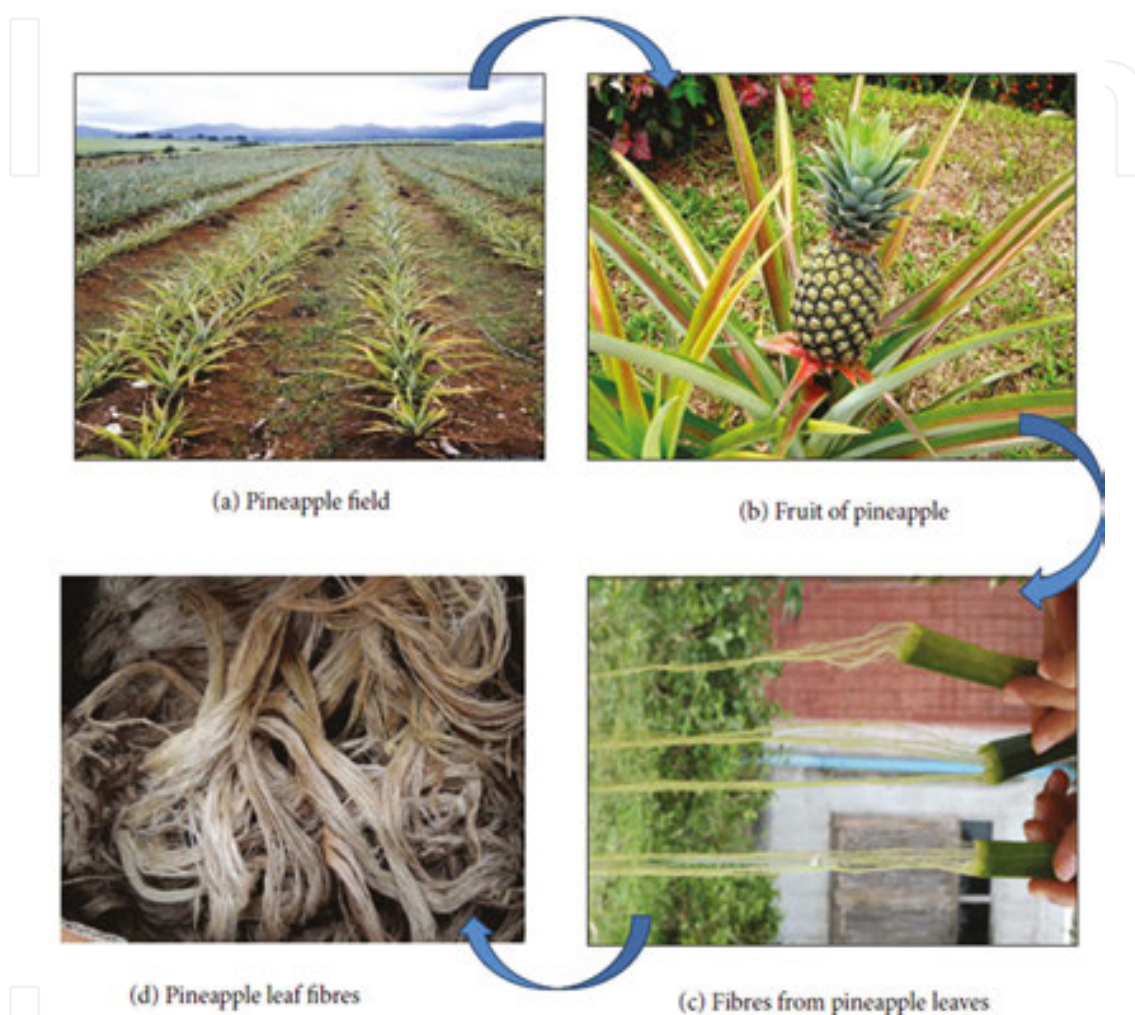 (a) Pineapple field
(b) Fruit of pineapple
(d) Pineapple leaf fibres
(c) Fibres from pineapple leaves